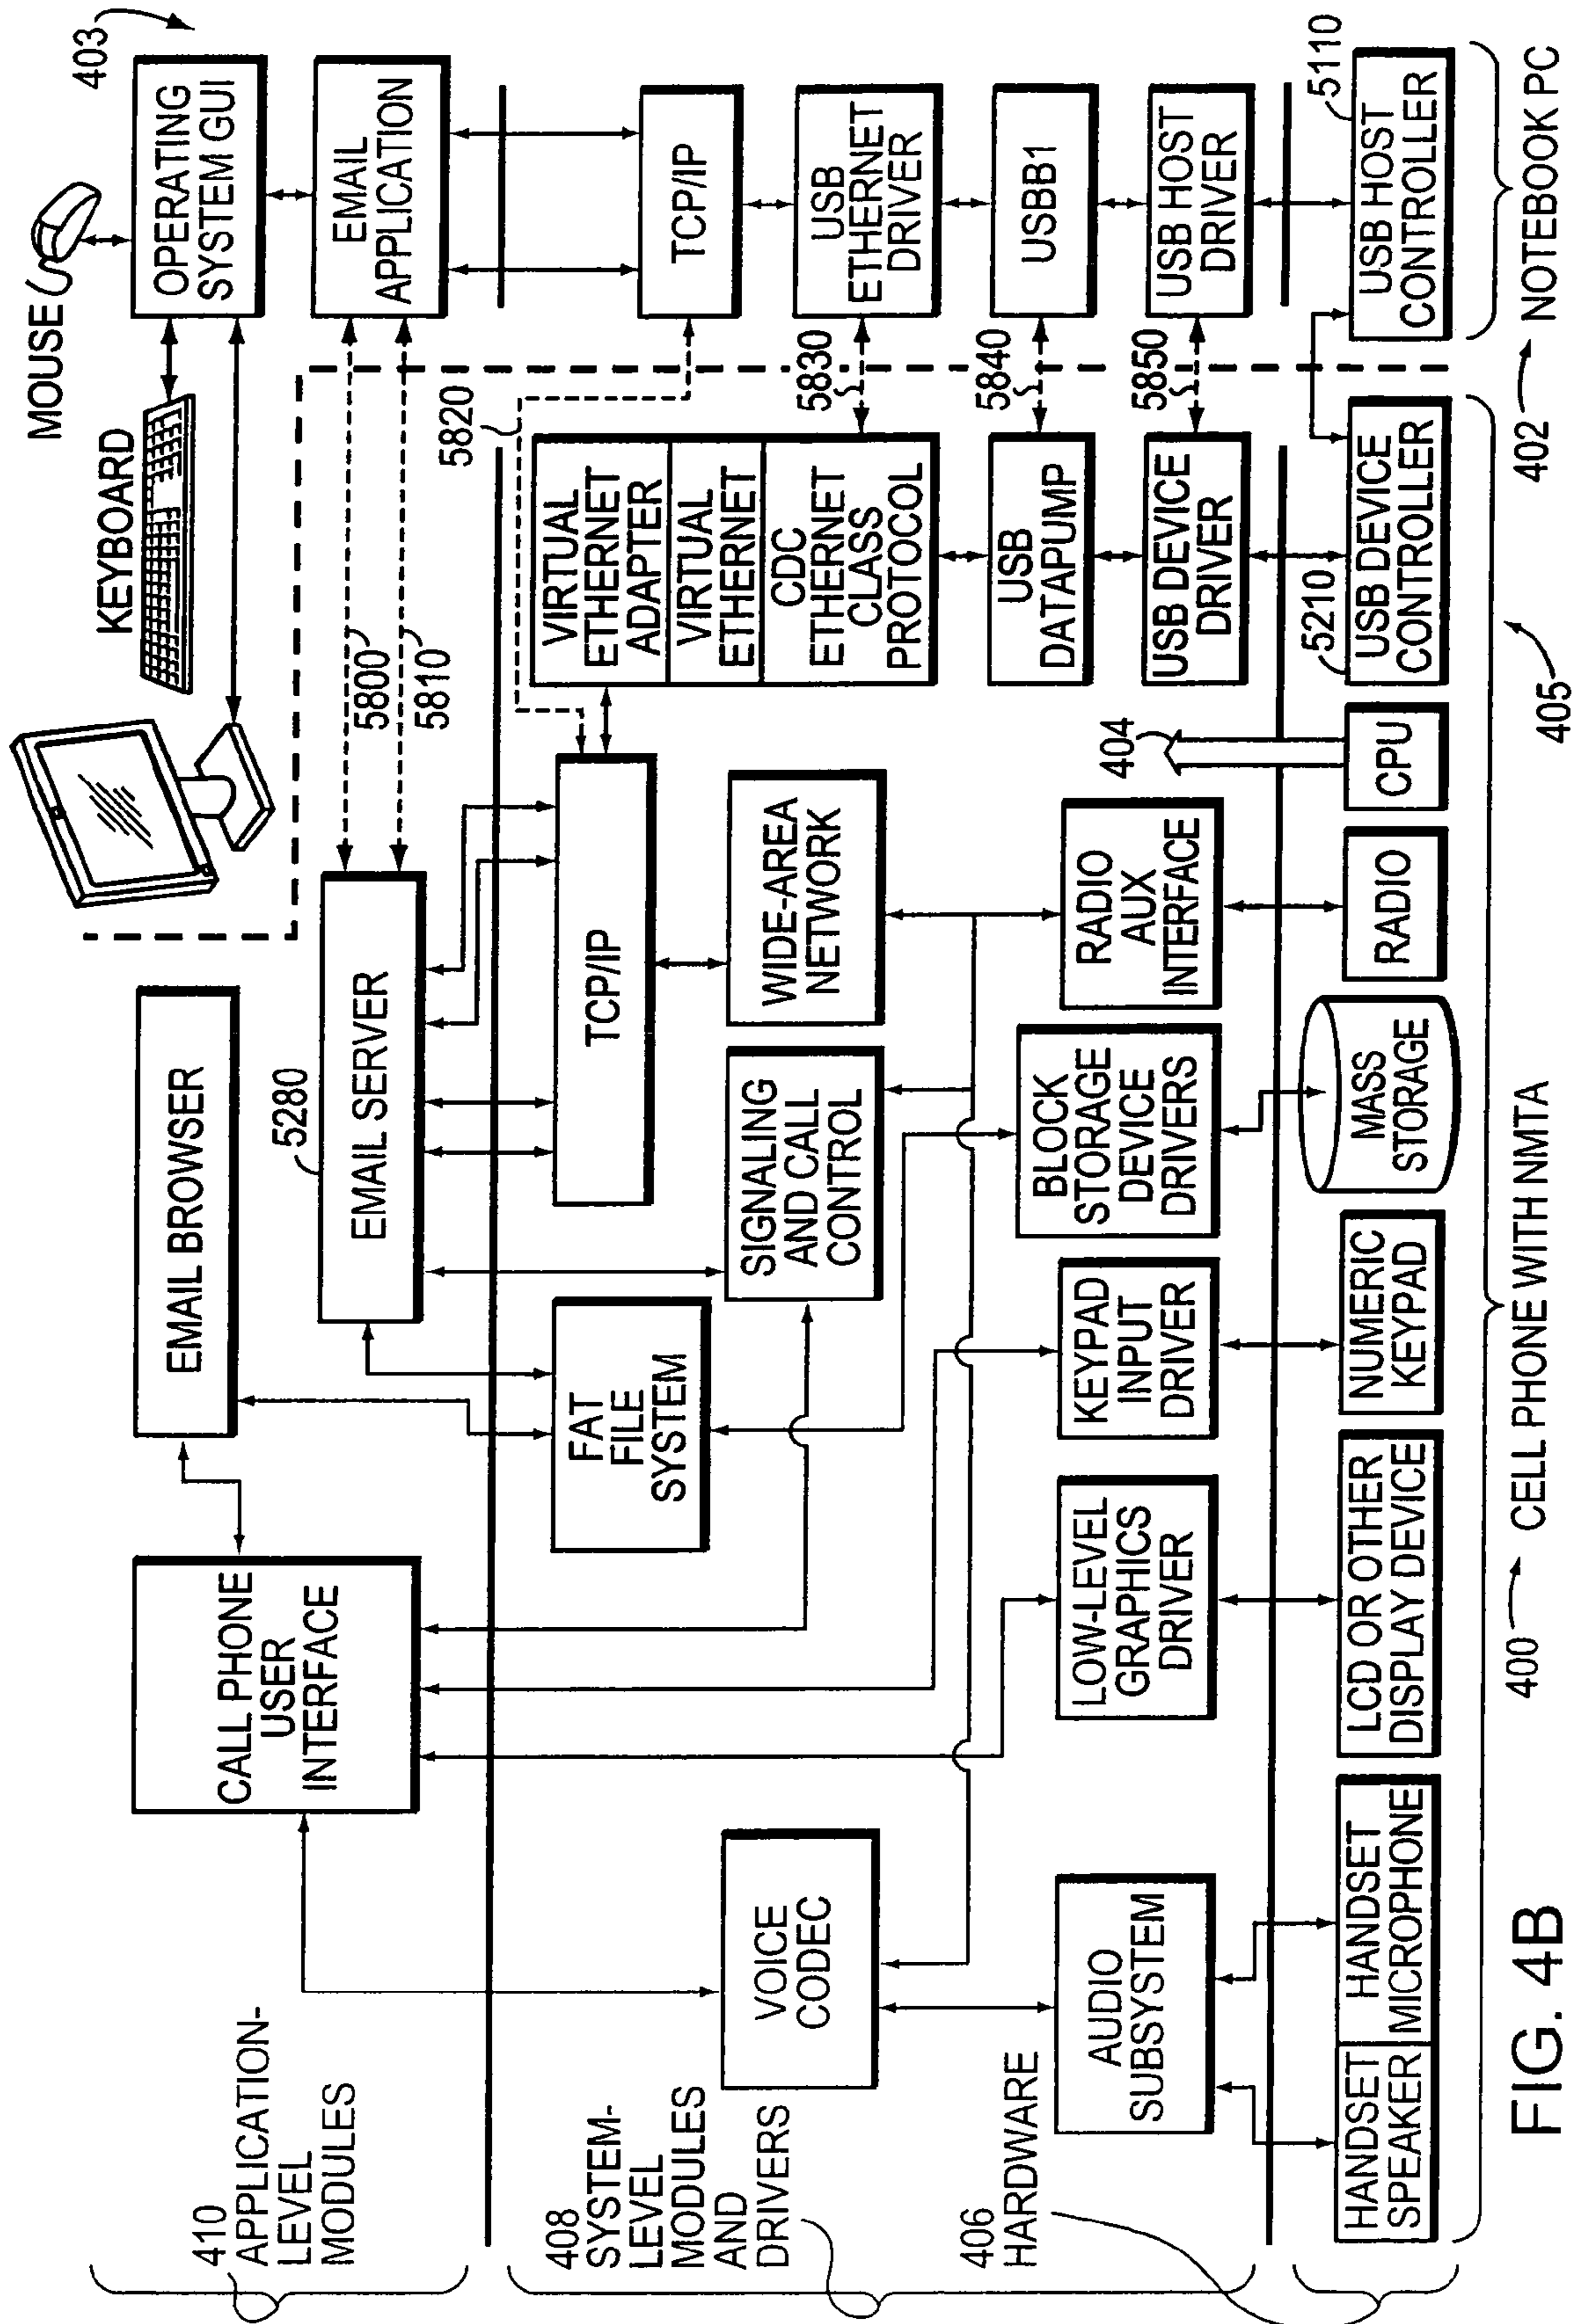 410
APPLICATION-
LEVEL
MODULES
CALL PHONE
USER
INTERFACE
EMAIL BROWSER
5280
EMAIL SERVER
KEYBOARD
MOUSE
403
OPERATING
SYSTEM GUI
EMAIL
APPLICATION
5800
5810
5820
408
SYSTEM-
LEVEL
MODULES
AND
DRIVERS
VOICE
CODEC
FAT
FILE
SYSTEM
SIGNALING
AND CALL
CONTROL
TCP/IP
WIDE-AREA
NETWORK
VIRTUAL
ETHERNET
ADAPTER
VIRTUAL
ETHERNET
CDC
ETHERNET
CLASS
PROTOCOL
5830
TCP/IP
USB
ETHERNET
DRIVER
AUDIO
SUBSYSTEM
LOW-LEVEL
GRAPHICS
DRIVER
KEYPAD
INPUT
DRIVER
BLOCK
STORAGE
DEVICE
DRIVERS
RADIO
AUX
INTERFACE
404
USB
DATAPUMP
5840
USBB1
USB DEVICE
DRIVER
5850
USB HOST
DRIVER
406
HARDWARE
HANDSET
SPEAKER
HANDSET
MICROPHONE
LCD OR OTHER
DISPLAY DEVICE
NUMERIC
KEYPAD
MASS
STORAGE
RADIO
CPU
5210
USB DEVICE
CONTROLLER
5110
USB HOST
CONTROLLER
400
CELL PHONE WITH NMTA
405
402
NOTEBOOK PC
FIG. 4B